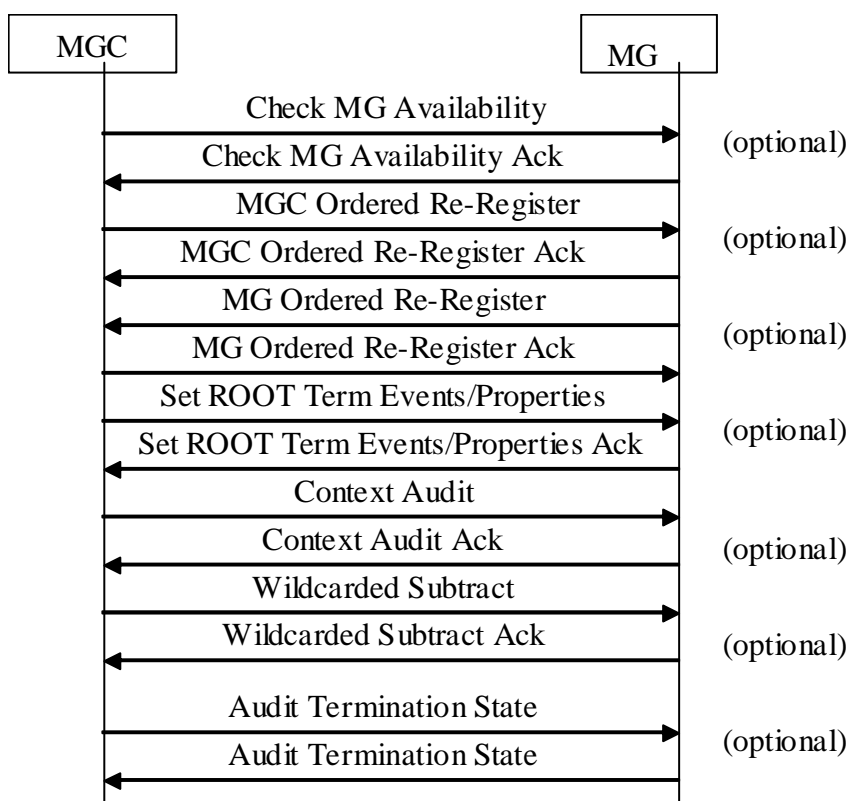 MGC
MG
Check MG Availability
(optional)
Check MG Availability Ack
MGC Ordered Re-Register
(optional)
MGC Ordered Re-Register Ack
MG Ordered Re-Register
(optional)
MG Ordered Re-Register Ack
Set ROOT Term Events/Properties
(optional)
Set ROOT Term Events/Properties Ack
Context Audit
Context Audit Ack
(optional)
Wildcarded Subtract
Wildcarded Subtract Ack
(optional)
Audit Termination State
(optional)
Audit Termination State